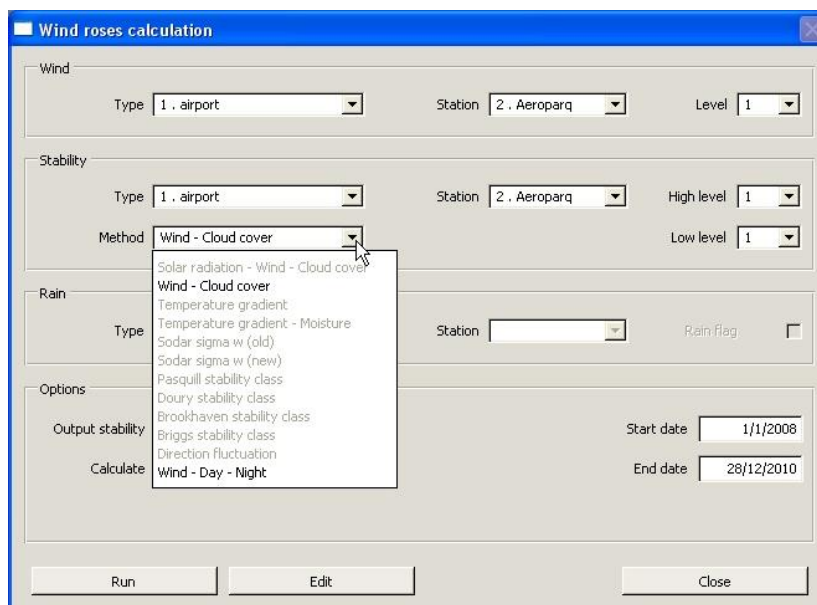 Wind roses calculation
Wind
Type 1 . airport Station 2 . Aeroparq Level 1
Stability
Type 1 . airport Station 2 . Aeroparq High level 1
Method Wind - Cloud cover Low level 1
Solar radiation - Wind - Cloud cover
Wind - Cloud cover
Temperature gradient
Temperature gradient - Moisture
Sodar sigma w (old)
Sodar sigma w (new)
Pasquill stability class
Doury stability class
Brookhaven stability class
Briggs stability class
Direction fluctuation
Wind - Day - Night
Rain
Type Station Rain flag
Options
Output stability Start date 1/1/2008
Calculate End date 28/12/2010
Run Edit Close